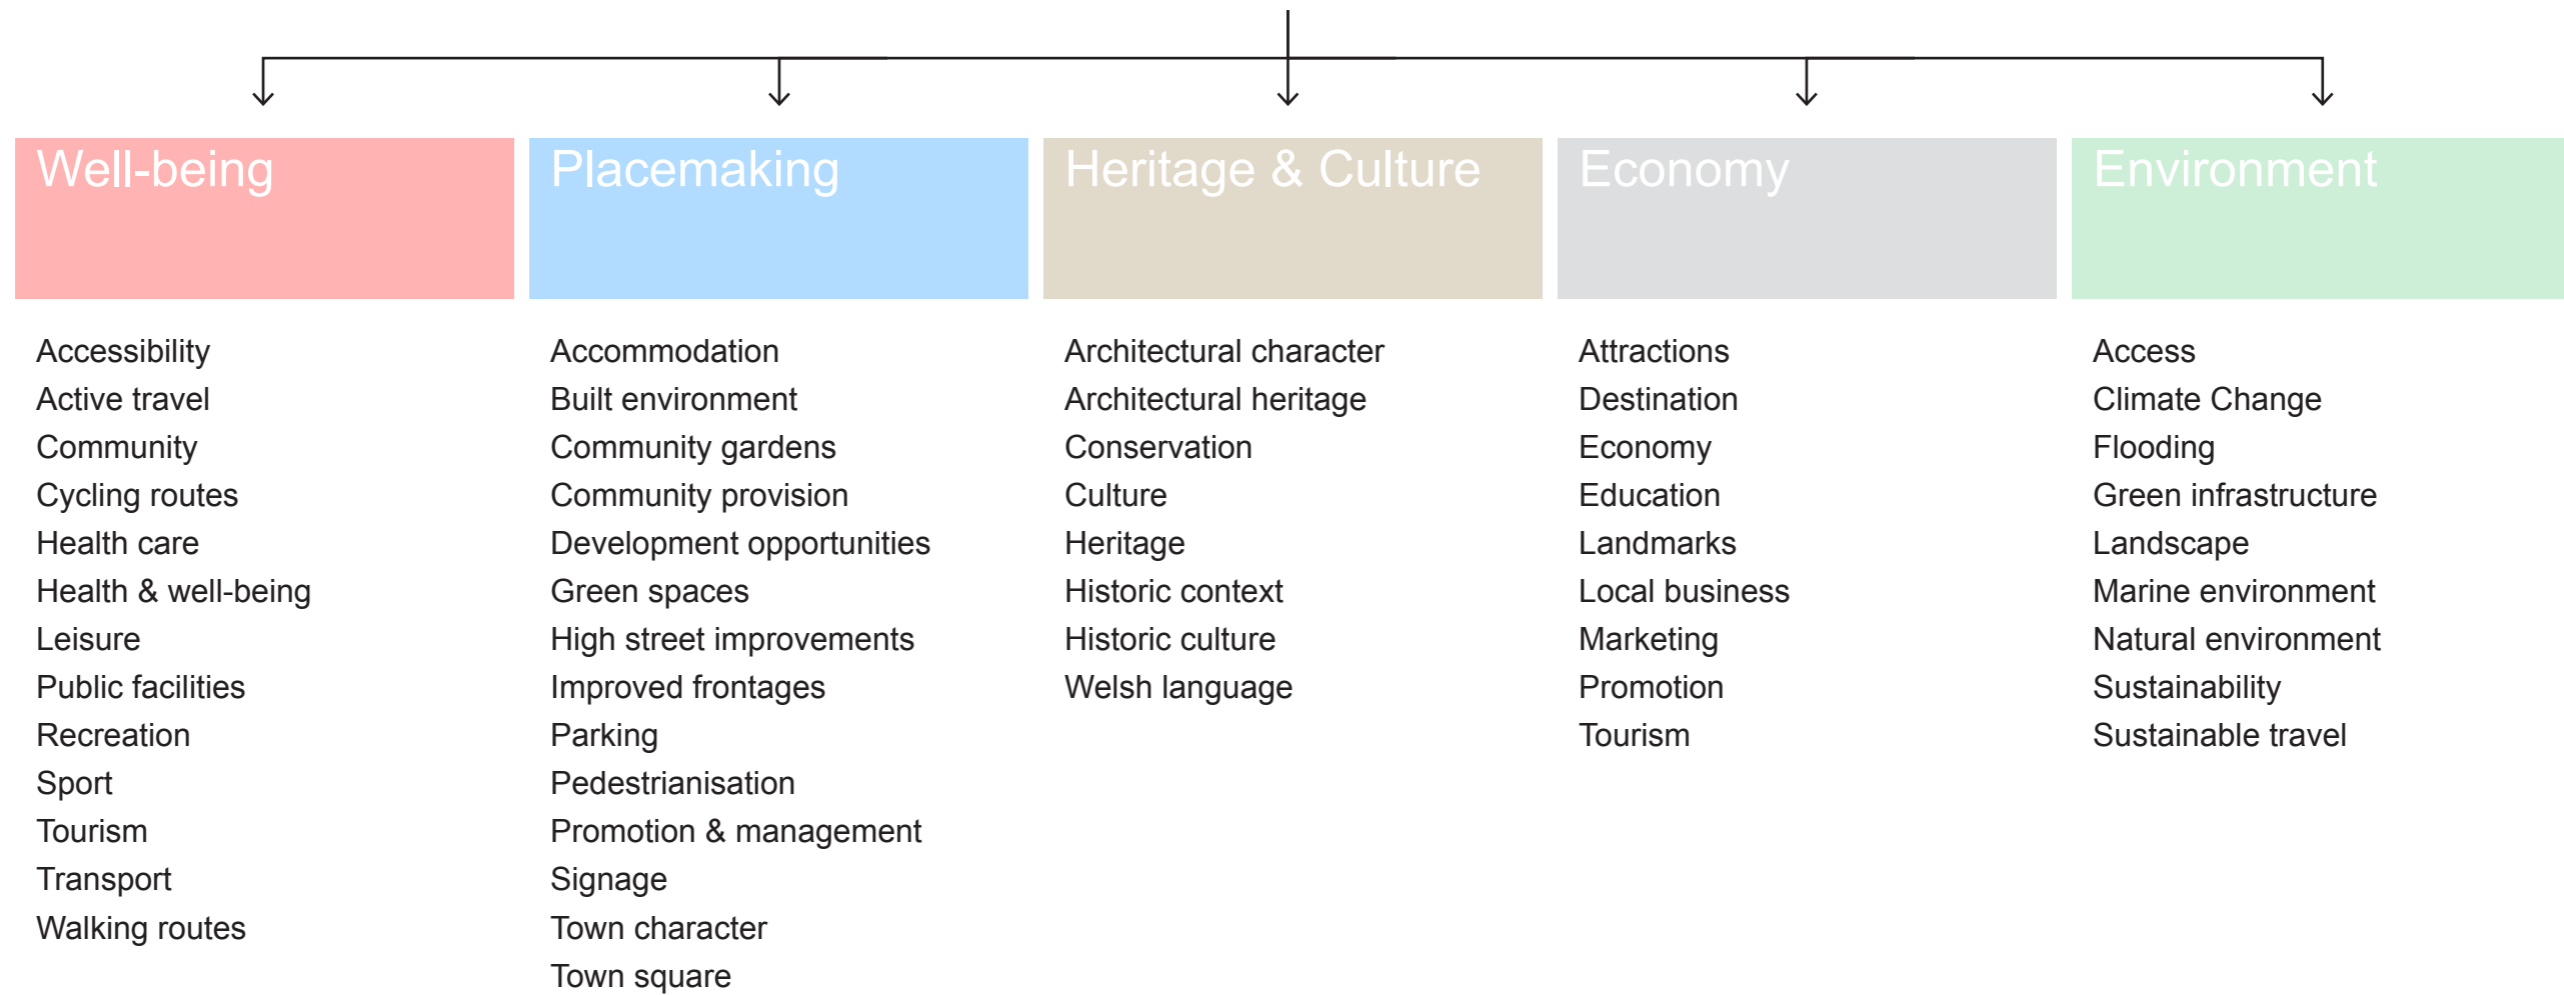 Well-being
Accessibility
Active travel
Community
Cycling routes
Health care
Health & well-being
Leisure
Public facilities
Recreation
Sport
Tourism
Transport
Walking routes
Placemaking
Accommodation
Built environment
Community gardens
Community provision
Development opportunities
Green spaces
High street improvements
Improved frontages
Parking
Pedestrianisation
Promotion & management
Signage
Town character
Town square
Heritage & Culture
Architectural character
Architectural heritage
Conservation
Culture
Heritage
Historic context
Historic culture
Welsh language
Economy
Attractions
Destination
Economy
Education
Landmarks
Local business
Marketing
Promotion
Tourism
Environment
Access
Climate Change
Flooding
Green infrastructure
Landscape
Marine environment
Natural environment
Sustainability
Sustainable travel